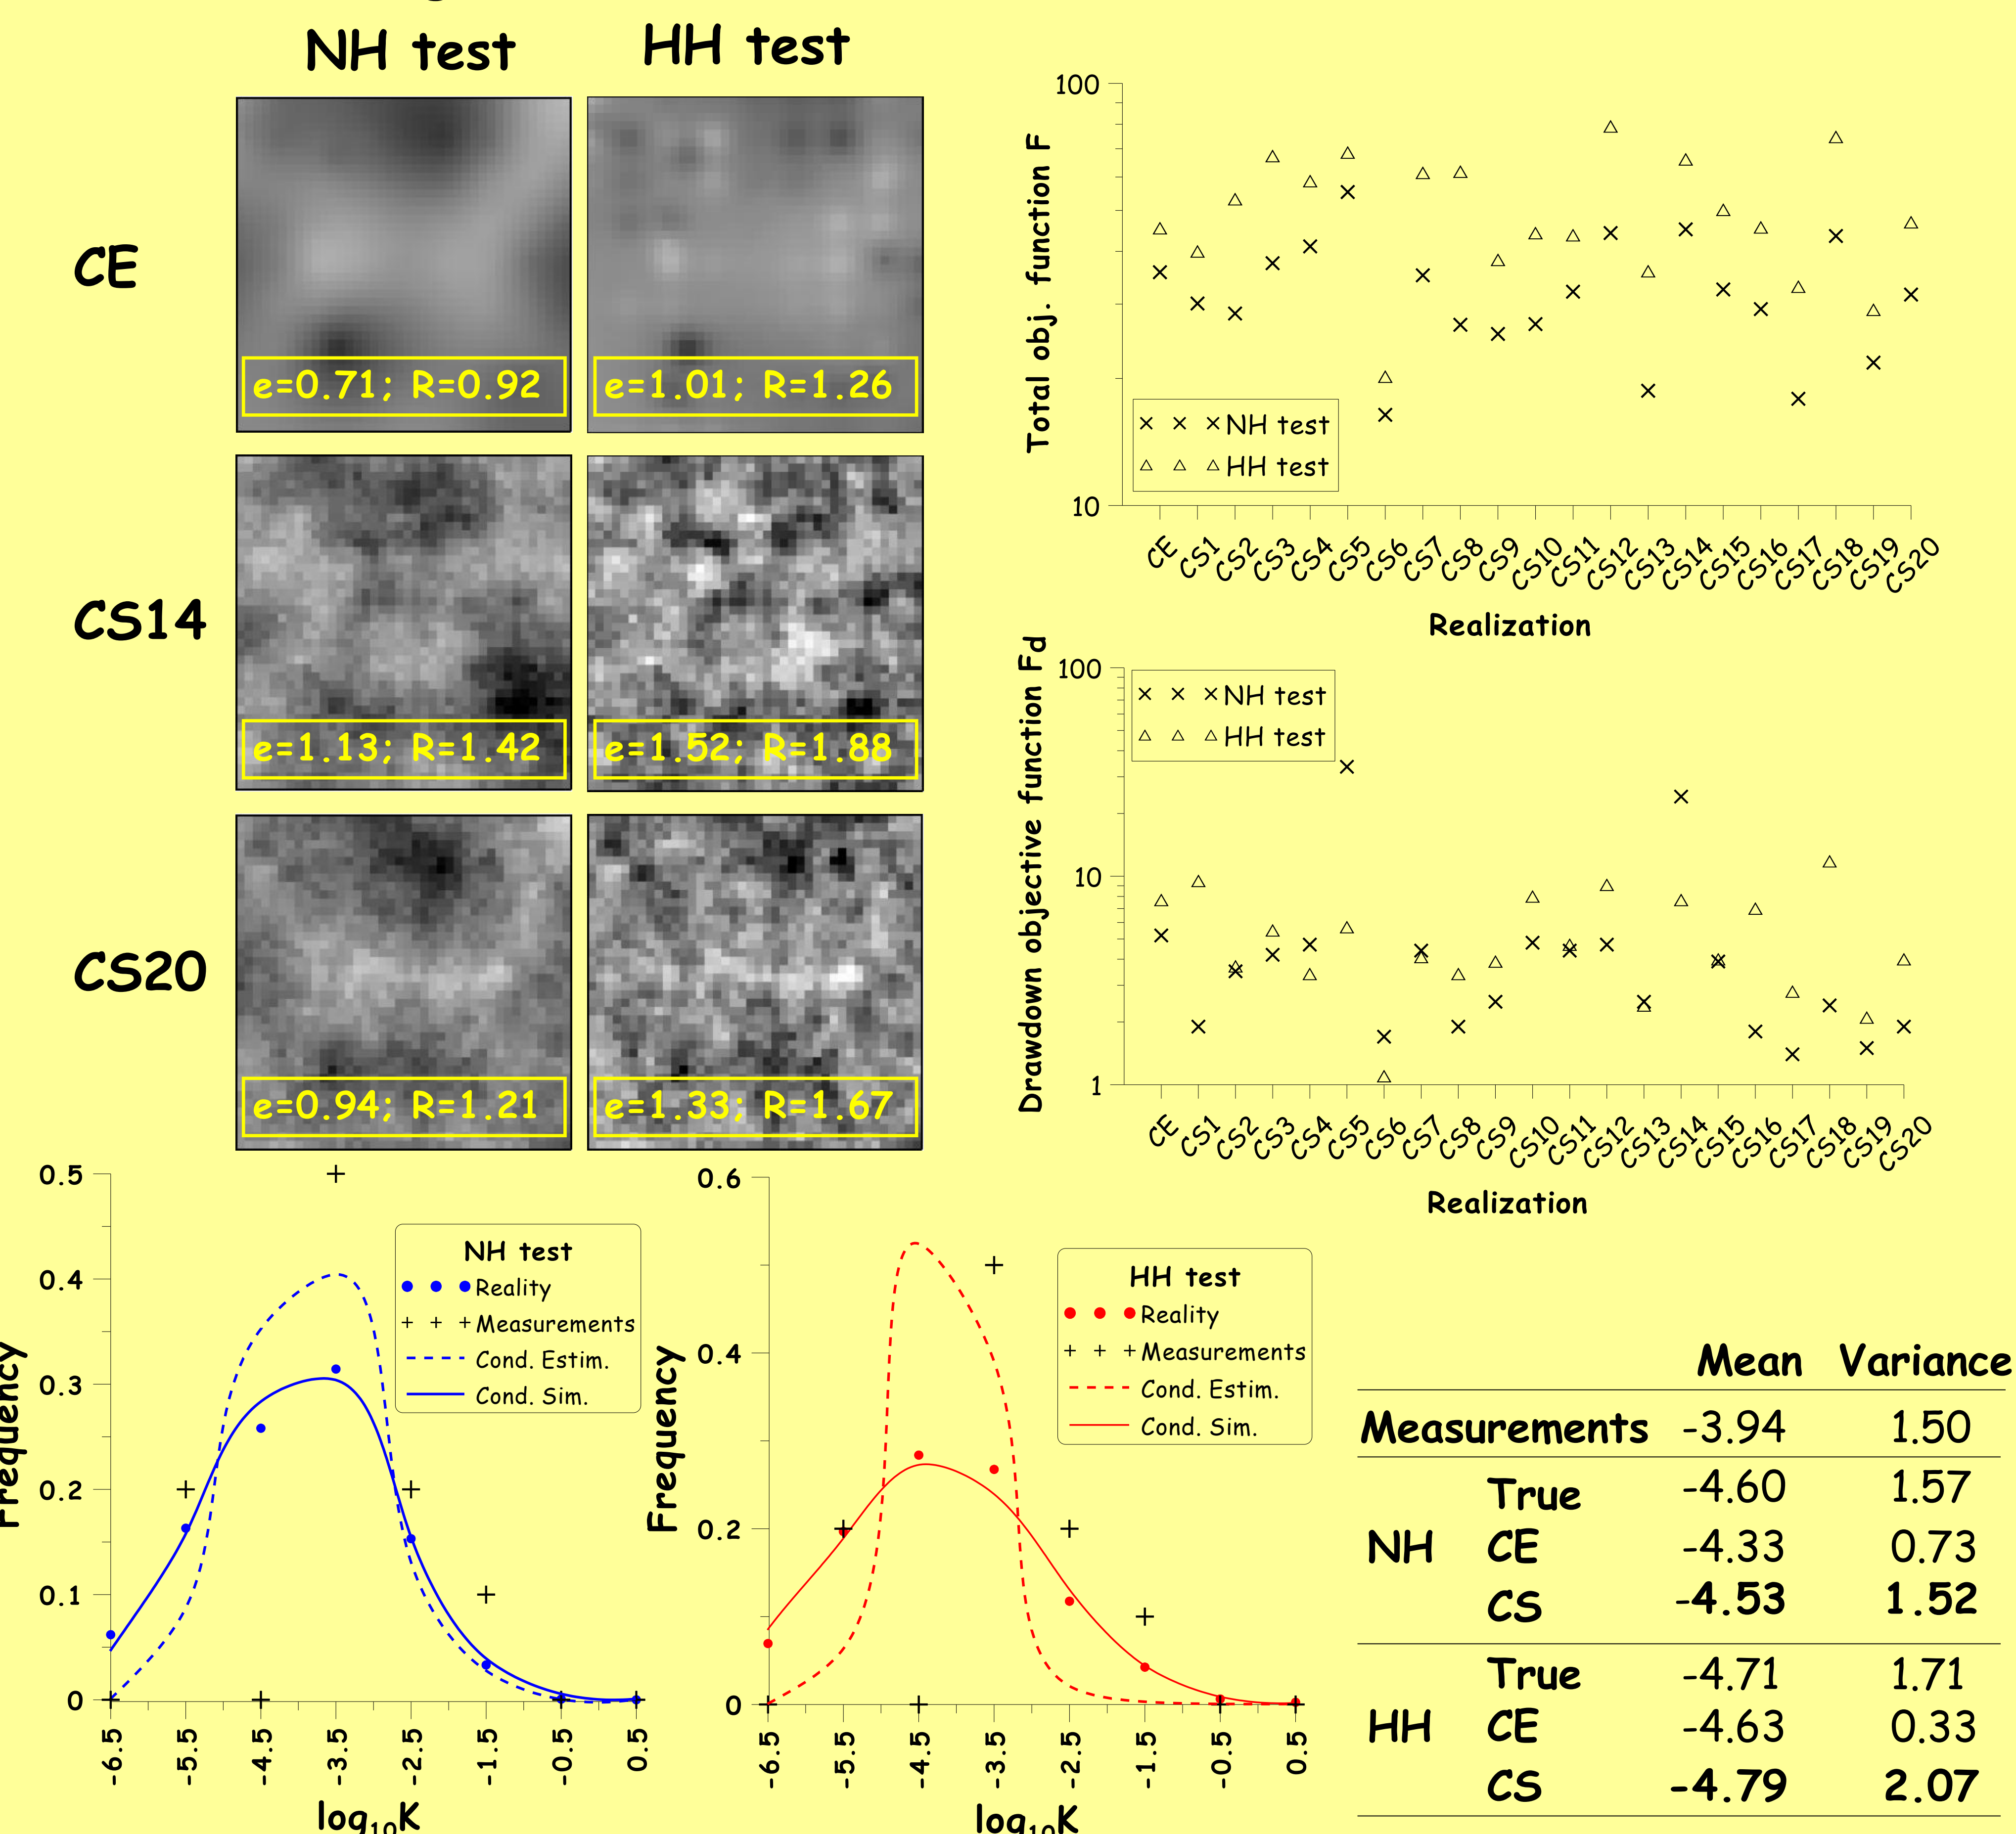 NH test
HH test
CE
e=0.71; R=0.92
e=1.01; R=1.26
CS14
e=1.13; R=1.42
e=1.52; R=1.88
CS20
e=0.94; R=1.21
e=1.33; R=1.67
Total obj. function F
100
10
NH test
HH test
CE CS1 CS2 CS3 CS4 CS5 CS6 CS7 CS8 CS9 CS10 CS11 CS12 CS13 CS14 CS15 CS16 CS17 CS18 CS19 CS20
Realization
Drawdown objective function Fd
100
10
1
NH test
HH test
CE CS1 CS2 CS3 CS4 CS5 CS6 CS7 CS8 CS9 CS10 CS11 CS12 CS13 CS14 CS15 CS16 CS17 CS18 CS19 CS20
Realization
Frequency
0.5
0.4
0.3
0.2
0.1
0
NH test
Reality
Measurements
Cond. Estim.
Cond. Sim.
-6.5 -5.5 -4.5 -3.5 -2.5 -1.5 -0.5 0.5
log10K
Frequency
0.6
0.4
0.2
0
HH test
Reality
Measurements
Cond. Estim.
Cond. Sim.
-6.5 -5.5 -4.5 -3.5 -2.5 -1.5 -0.5 0.5
log10K
Mean Variance
Measurements -3.94 1.50
True -4.60 1.57
NH CE -4.33 0.73
CS -4.53 1.52
True -4.71 1.71
HH CE -4.63 0.33
CS -4.79 2.07